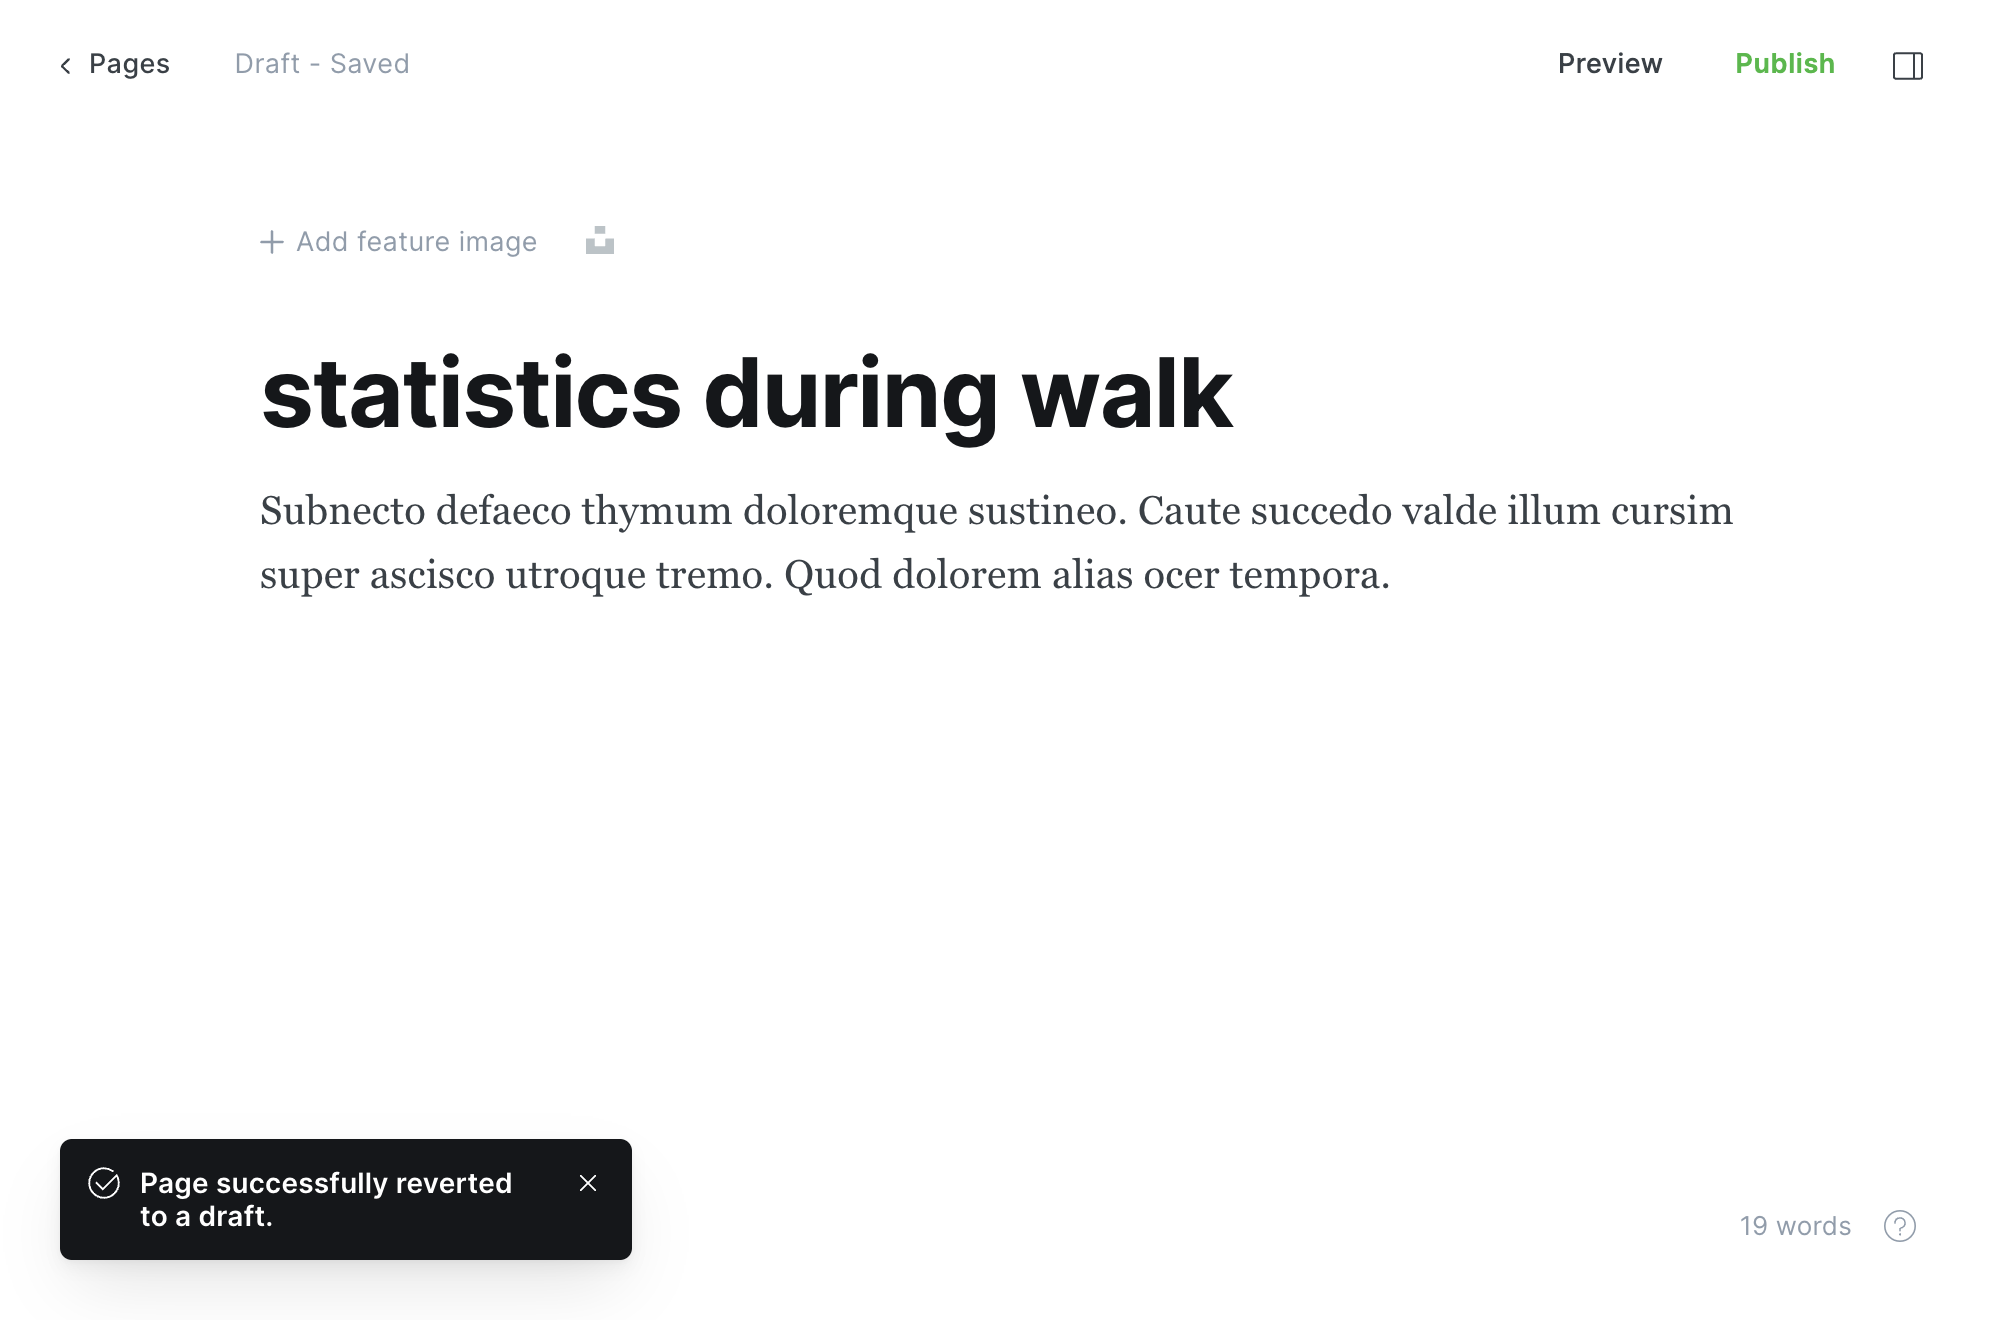 Pages
Draft - Saved
Preview
Publish
Add feature image
statistics during walk
Subnecto defaeco thymum doloremque sustineo. Caute succedo valde illum cursim
super ascisco utroque tremo. Quod dolorem alias ocer tempora.
Page successfully reverted
to a draft.
19 words
?